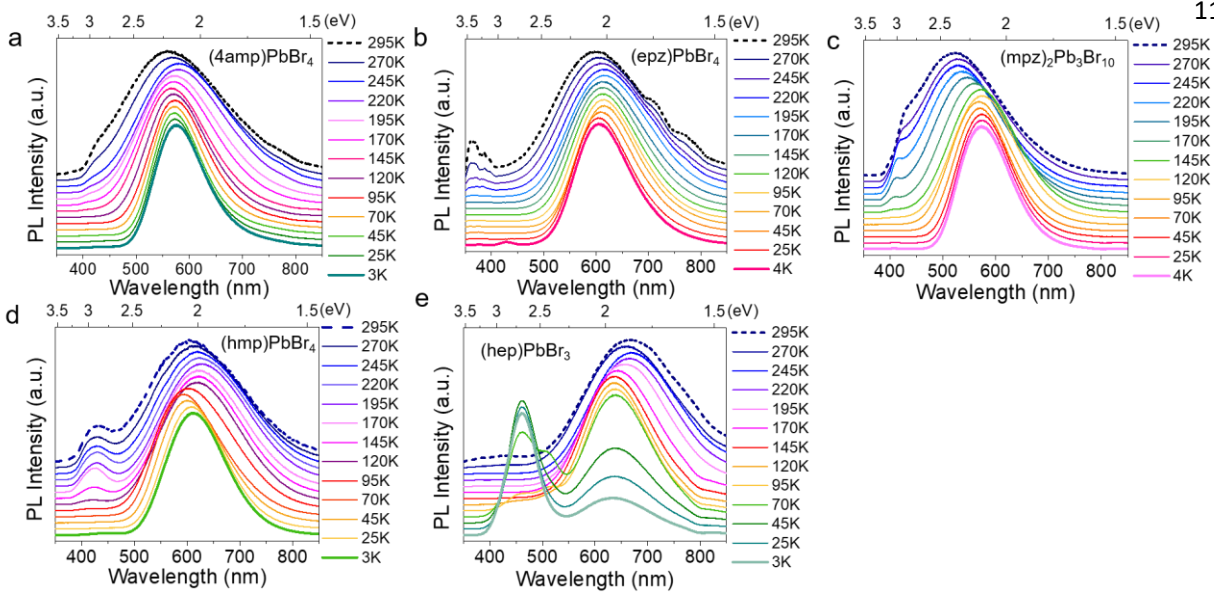 11
a
3.5 3 2.5 2 1.5(eV)
(4amp)PbBr4
PL Intensity (a.u.)
400 500 600 700 800
Wavelength (nm)
295K
270K
245K
220K
195K
170K
145K
120K
95K
70K
45K
25K
3K
b
3.5 3 2.5 2 1.5 (eV)
(epz)PbBr4
PL Intensity (a.u.)
400 500 600 700 800
Wavelength (nm)
295K
270K
245K
220K
195K
170K
145K
120K
95K
70K
45K
25K
4K
c
3.5 3 2.5 2 1.5(eV)
(mpz)2Pb3Br10
PL Intensity (a.u.)
400 500 600 700 800
Wavelength (nm)
295K
270K
245K
220K
195K
170K
145K
120K
95K
70K
45K
25K
4K
d
3.5 3 2.5 2 1.5(eV)
(hmp)PbBr4
PL Intensity (a.u.)
400 500 600 700 800
Wavelength (nm)
295K
270K
245K
220K
195K
170K
145K
120K
95K
70K
45K
25K
3K
e
3.5 3 2.5 2 1.5(eV)
(hep)PbBr3
PL Intensity (a.u.)
400 500 600 700 800
Wavelength (nm)
295K
270K
245K
220K
195K
170K
145K
120K
95K
70K
45K
25K
3K